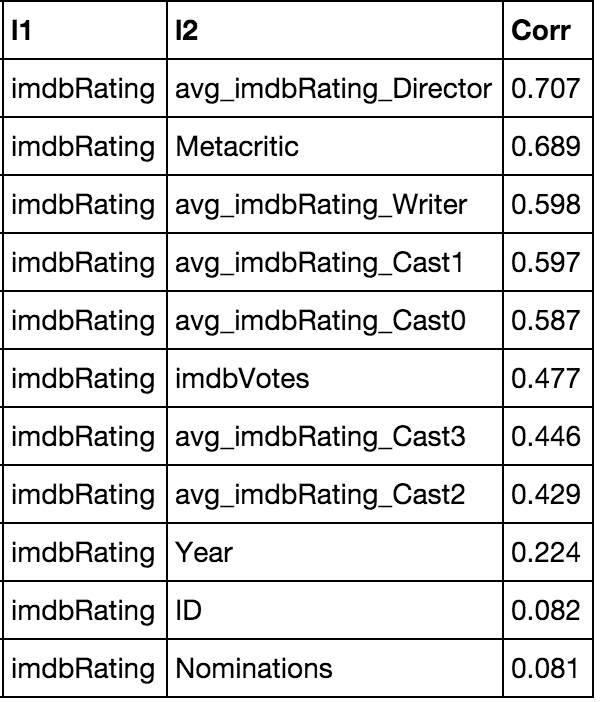 I1 I2 Corr
imdbRating avg_imdbRating_Director 0.707
imdbRating Metacritic 0.689
imdbRating avg_imdbRating_Writer 0.598
imdbRating avg_imdbRating_Cast1 0.597
imdbRating avg_imdbRating_Cast0 0.587
imdbRating imdbVotes 0.477
imdbRating avg_imdbRating_Cast3 0.446
imdbRating avg_imdbRating_Cast2 0.429
imdbRating Year 0.224
imdbRating ID 0.082
imdbRating Nominations 0.081